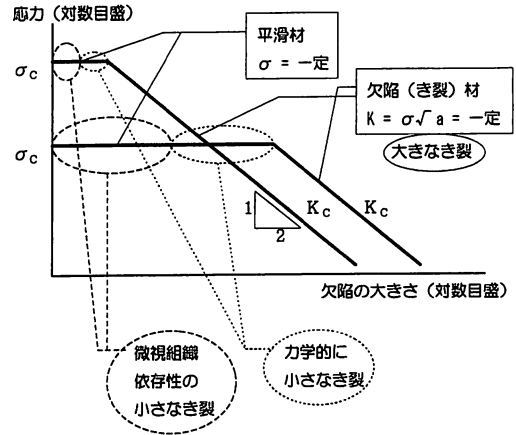 応力（対数目盛）
平滑材
σ = 一定
σc
欠陥（き裂）材
K = σ√a = 一定
大きなき裂
σc
1
2
Kc
Kc
欠陥の大きさ（対数目盛）
微視組織
依存性の
小さなき裂
力学的に
小さなき裂